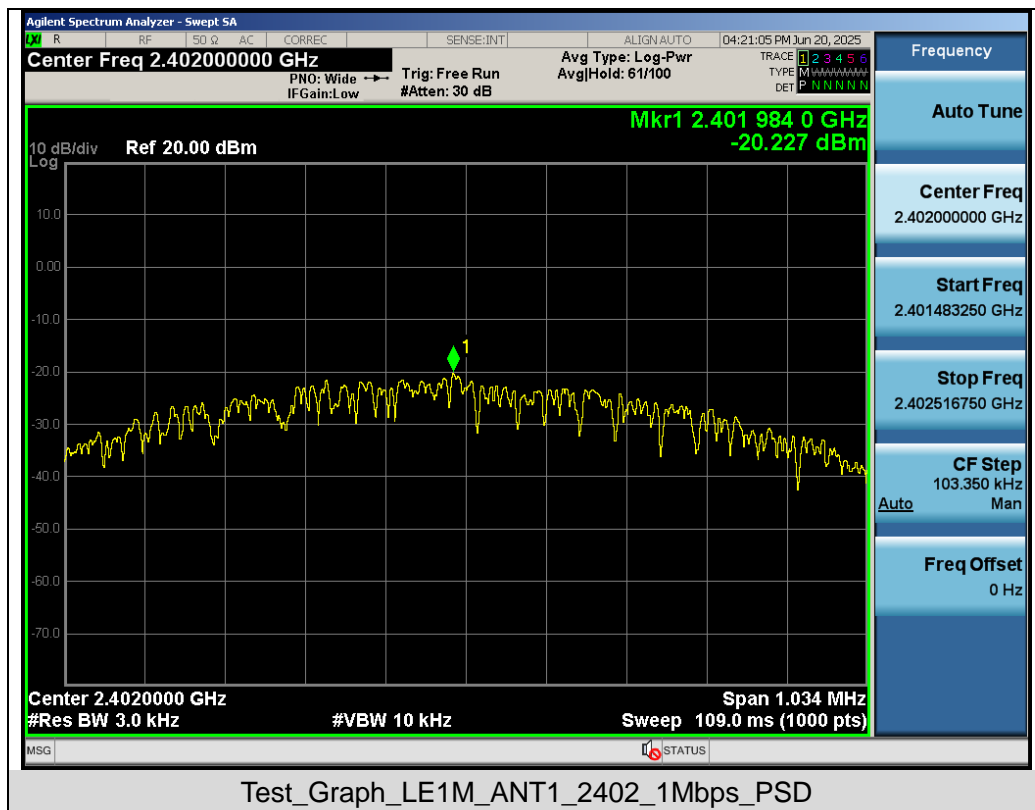 Agilent Spectrum Analyzer - Swept SA
LXI R RF 50 Ω AC CORREC SENSE:INT ALIGN AUTO 04:21:05 PM Jun 20, 2025
Center Freq 2.402000000 GHz
PNO: Wide
IFGain:Low
Trig: Free Run
#Atten: 30 dB
Avg Type: Log-Pwr
Avg|Hold: 61/100
TRACE 1 2 3 4 5 6
TYPE M
DET P N N N N N
Mkr1 2.401 984 0 GHz
-20.227 dBm
10 dB/div Ref 20.00 dBm
Log
10.0
0.00
-10.0
1
-20.0
-30.0
-40.0
-50.0
-60.0
-70.0
Center 2.4020000 GHz Span 1.034 MHz
#Res BW 3.0 kHz #VBW 10 kHz Sweep 109.0 ms (1000 pts)
MSG STATUS
Frequency
Auto Tune
Center Freq
2.402000000 GHz
Start Freq
2.401483250 GHz
Stop Freq
2.402516750 GHz
CF Step
103.350 kHz
Auto Man
Freq Offset
0 Hz
Test_Graph_LE1M_ANT1_2402_1Mbps_PSD